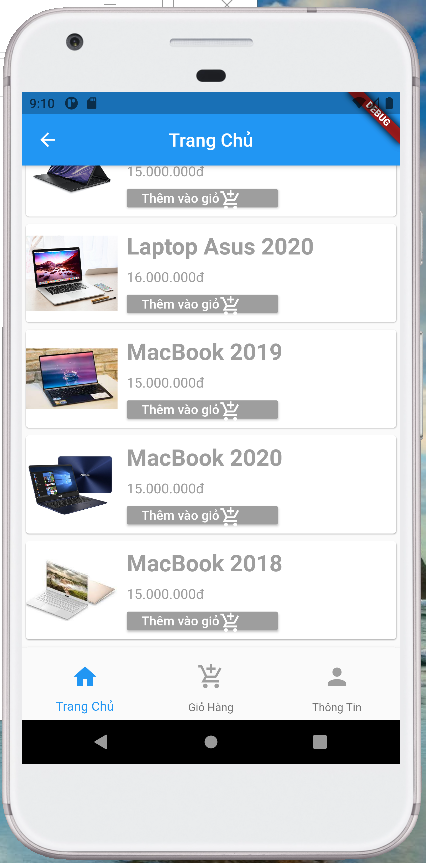 9:10
DEBUG
Trang Chủ
15.000.000đ
Thêm vào giỏ
Laptop Asus 2020
16.000.000đ
Thêm vào giỏ
MacBook 2019
15.000.000đ
Thêm vào giỏ
MacBook 2020
15.000.000đ
Thêm vào giỏ
MacBook 2018
15.000.000đ
Thêm vào giỏ
Trang Chủ
Giỏ Hàng
Thông Tin